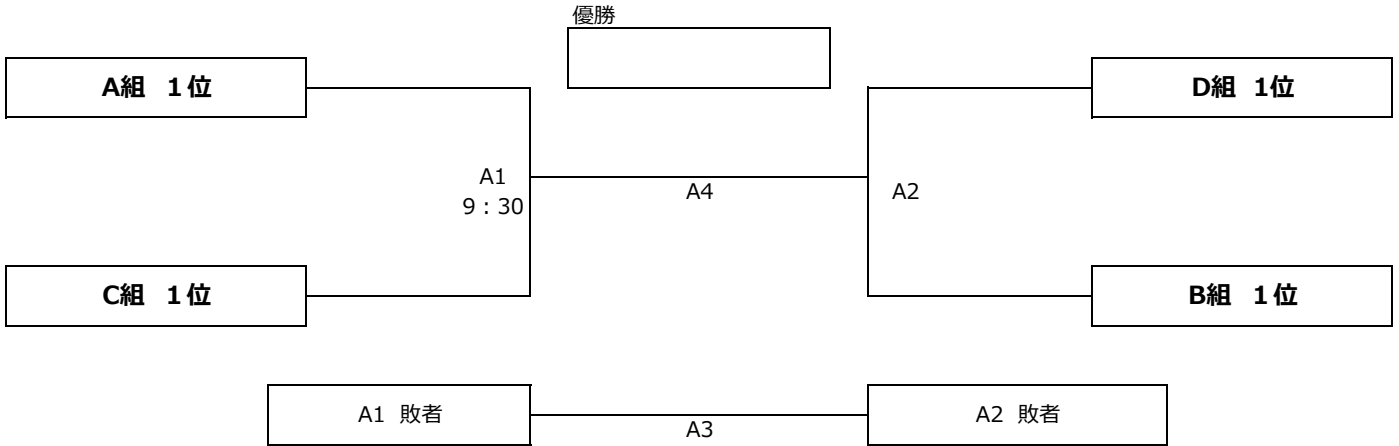 優勝
A組 １位
D組 1位
A1
9：30
A4
A2
C組 １位
B組 １位
A1 敗者
A3
A2 敗者